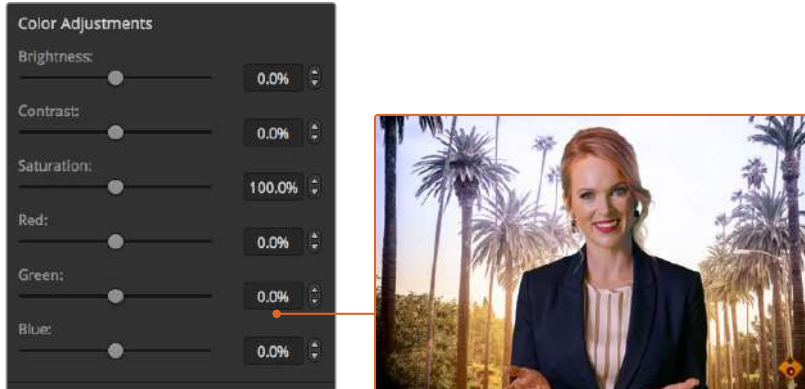 Color Adjustments
Brightness:
0.0%
Contrast:
0.0%
Saturation:
100.0%
Red:
0.0%
Green:
0.0%
Blue:
0.0%